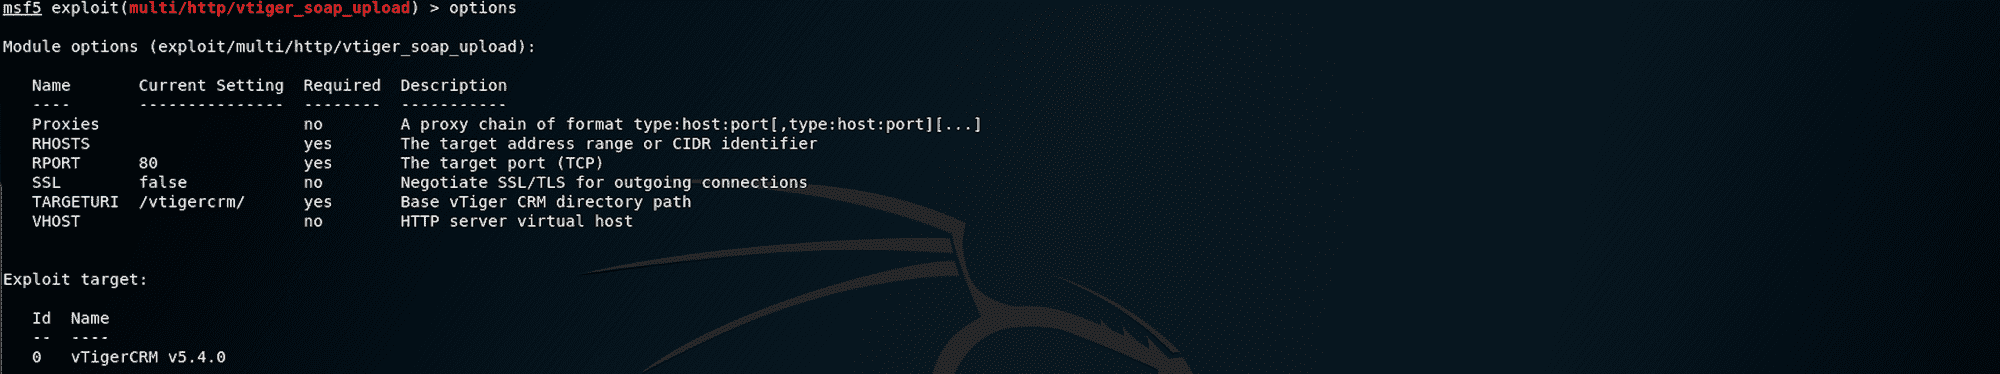 msf5 exploit(multi/http/vtiger_soap_upload) > options
Module options (exploit/multi/http/vtiger_soap_upload):
Name Current Setting Required Description
---- --------------- -------- -----------
Proxies no A proxy chain of format type:host:port[,type:host:port][...]
RHOSTS yes The target address range or CIDR identifier
RPORT 80 yes The target port (TCP)
SSL false no Negotiate SSL/TLS for outgoing connections
TARGETURI /vtigercrm/ yes Base vTiger CRM directory path
VHOST no HTTP server virtual host
Exploit target:
Id Name
-- ----
0 vTigerCRM v5.4.0